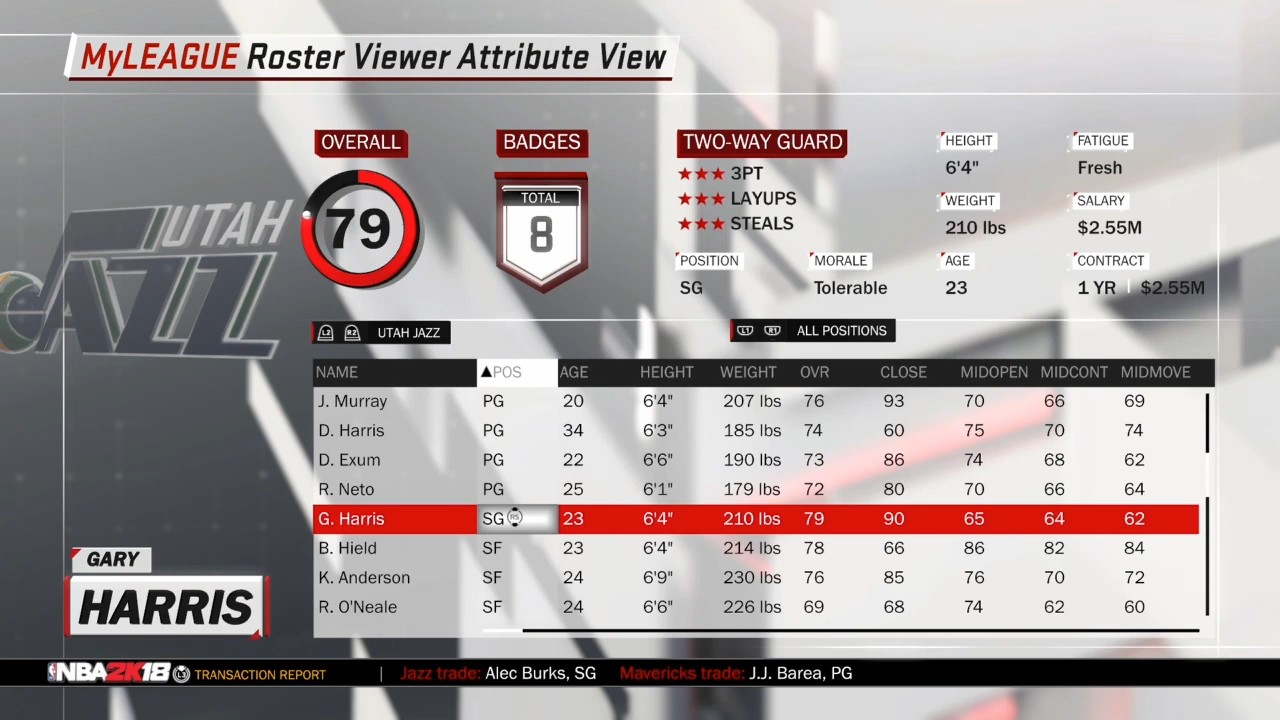 MyLEAGUE Roster Viewer Attribute View
OVERALL
79
BADGES
TOTAL
8
TWO-WAY GUARD
★★★ 3PT
★★★ LAYUPS
★★★ STEALS
HEIGHT
6'4"
FATIGUE
Fresh
WEIGHT
210 lbs
SALARY
$2.55M
POSITION
SG
MORALE
Tolerable
AGE
23
CONTRACT
1 YR | $2.55M
UTAH
JAZZ
L2 R2 UTAH JAZZ
L1 R1 ALL POSITIONS
NAME ▲POS AGE HEIGHT WEIGHT OVR CLOSE MIDOPEN MIDCONT MIDMOVE
J. Murray PG 20 6'4" 207 lbs 76 93 70 66 69
D. Harris PG 34 6'3" 185 lbs 74 60 75 70 74
D. Exum PG 22 6'6" 190 lbs 73 86 74 68 62
R. Neto PG 25 6'1" 179 lbs 72 80 70 66 64
G. Harris SG RS 23 6'4" 210 lbs 79 90 65 64 62
B. Hield SF 23 6'4" 214 lbs 78 66 86 82 84
K. Anderson SF 24 6'9" 230 lbs 76 85 76 70 72
R. O'Neale SF 24 6'6" 226 lbs 69 68 74 62 60
GARY
HARRIS
NBA2K18 TRANSACTION REPORT | Jazz trade: Alec Burks, SG Mavericks trade: J.J. Barea, PG